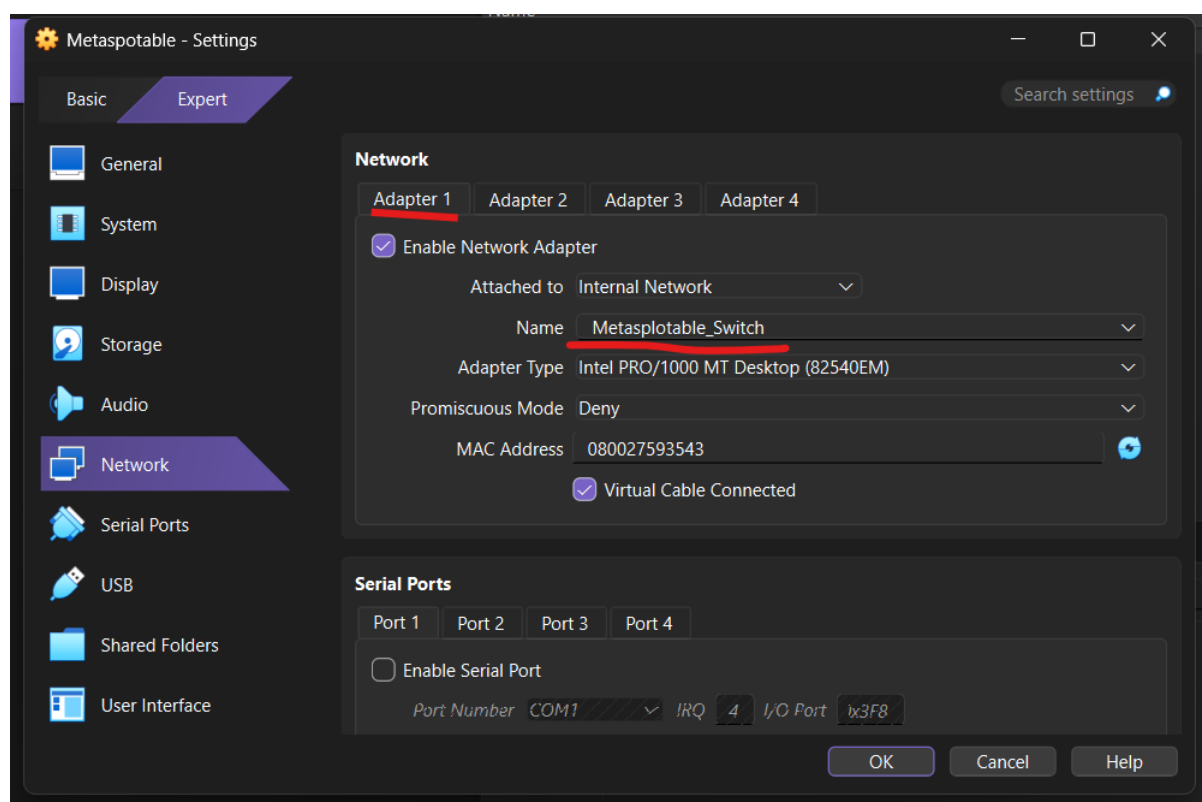 Metaspotable - Settings
Basic Expert Search settings
General
System
Display
Storage
Audio
Network
Serial Ports
USB
Shared Folders
User Interface
Network
Adapter 1 Adapter 2 Adapter 3 Adapter 4
Enable Network Adapter
Attached to Internal Network
Name Metasplotable_Switch
Adapter Type Intel PRO/1000 MT Desktop (82540EM)
Promiscuous Mode Deny
MAC Address 080027593543
Virtual Cable Connected
Serial Ports
Port 1 Port 2 Port 3 Port 4
Enable Serial Port
Port Number COM1 IRQ 4 I/O Port
OK Cancel Help